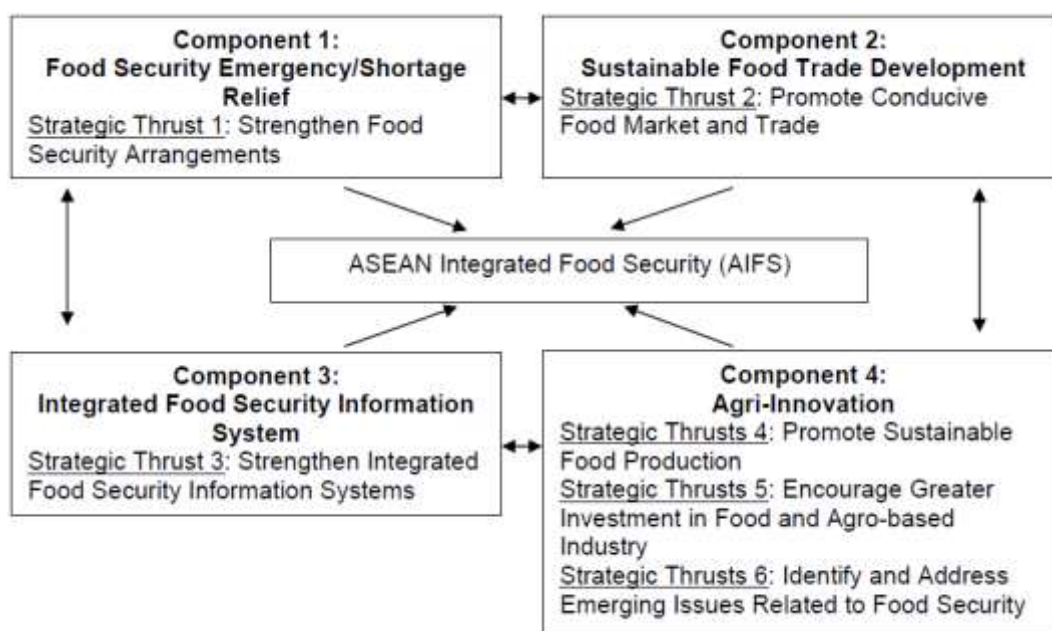 Component 1:
Food Security Emergency/Shortage
Relief
Strategic Thrust 1: Strengthen Food
Security Arrangements
Component 2:
Sustainable Food Trade Development
Strategic Thrust 2: Promote Conducive
Food Market and Trade
ASEAN Integrated Food Security (AIFS)
Component 3:
Integrated Food Security Information
System
Strategic Thrust 3: Strengthen Integrated
Food Security Information Systems
Component 4:
Agri-Innovation
Strategic Thrusts 4: Promote Sustainable
Food Production
Strategic Thrusts 5: Encourage Greater
Investment in Food and Agro-based
Industry
Strategic Thrusts 6: Identify and Address
Emerging Issues Related to Food Security